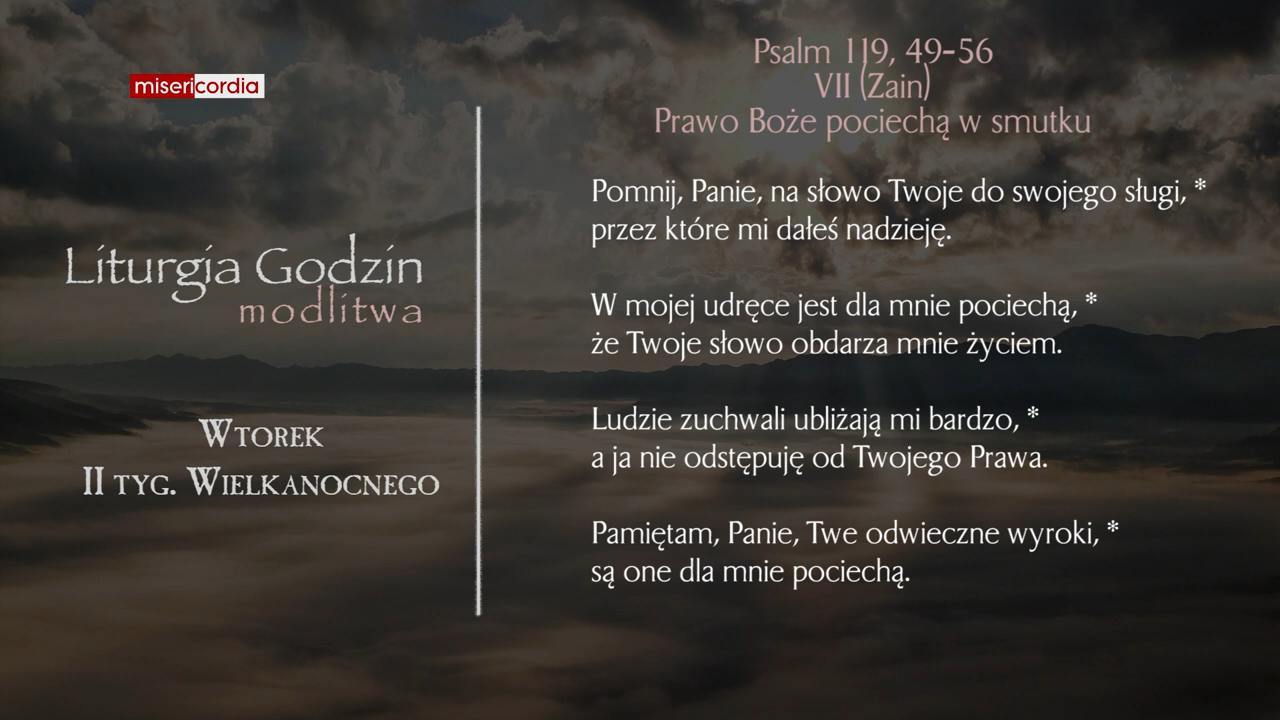 misericordia
Liturgia Godzin
modlitwa
Wtorek
II tyg. Wielkanocnego
Psalm 119, 49-56
VII (Zain)
Prawo Boże pociechą w smutku
Pomnij, Panie, na słowo Twoje do swojego sługi, *
przez które mi dałeś nadzieję.
W mojej udręce jest dla mnie pociechą, *
że Twoje słowo obdarza mnie życiem.
Ludzie zuchwali ubliżają mi bardzo, *
a ja nie odstępuję od Twojego Prawa.
Pamiętam, Panie, Twe odwieczne wyroki, *
są one dla mnie pociechą.